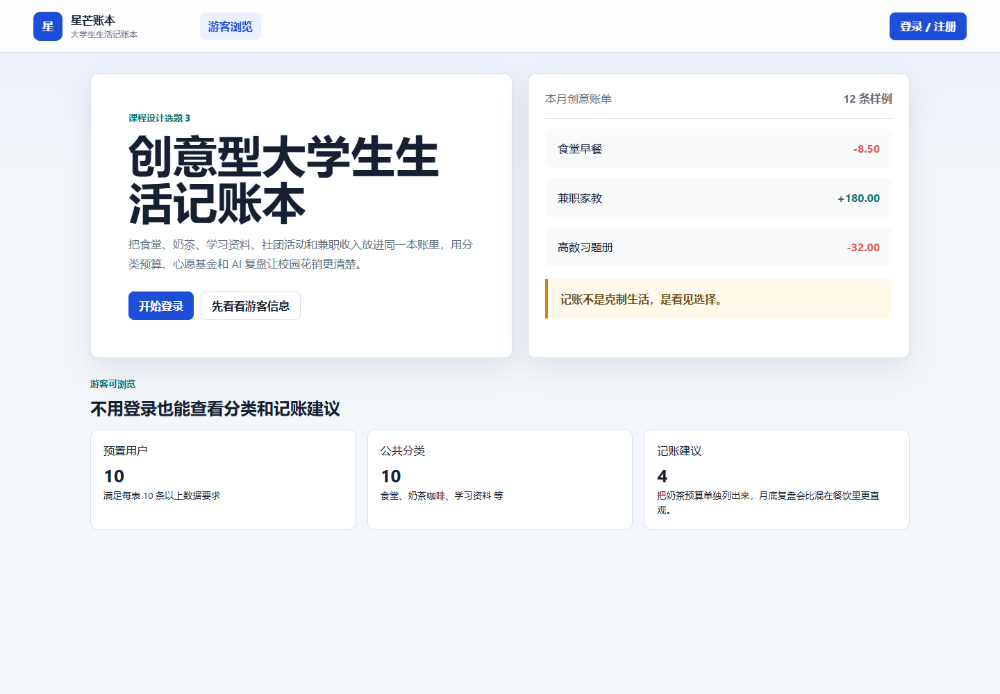 星
星芒账本
大学生生活记账本
游客浏览
登录 / 注册
课程设计选题 3
创意型大学生生
活记账本
把食堂、奶茶、学习资料、社团活动和兼职收入放进同一本账里，用分
类预算、心愿基金和 AI 复盘让校园花销更清楚。
开始登录
先看看游客信息
本月创意账单
12 条样例
食堂早餐
-8.50
兼职家教
+180.00
高数习题册
-32.00
记账不是克制生活，是看见选择。
游客可浏览
不用登录也能查看分类和记账建议
预置用户
10
满足每表 10 条以上数据要求
公共分类
10
食堂、奶茶咖啡、学习资料 等
记账建议
4
把奶茶预算单独列出来，月底复盘会比混在餐饮里更直
观。